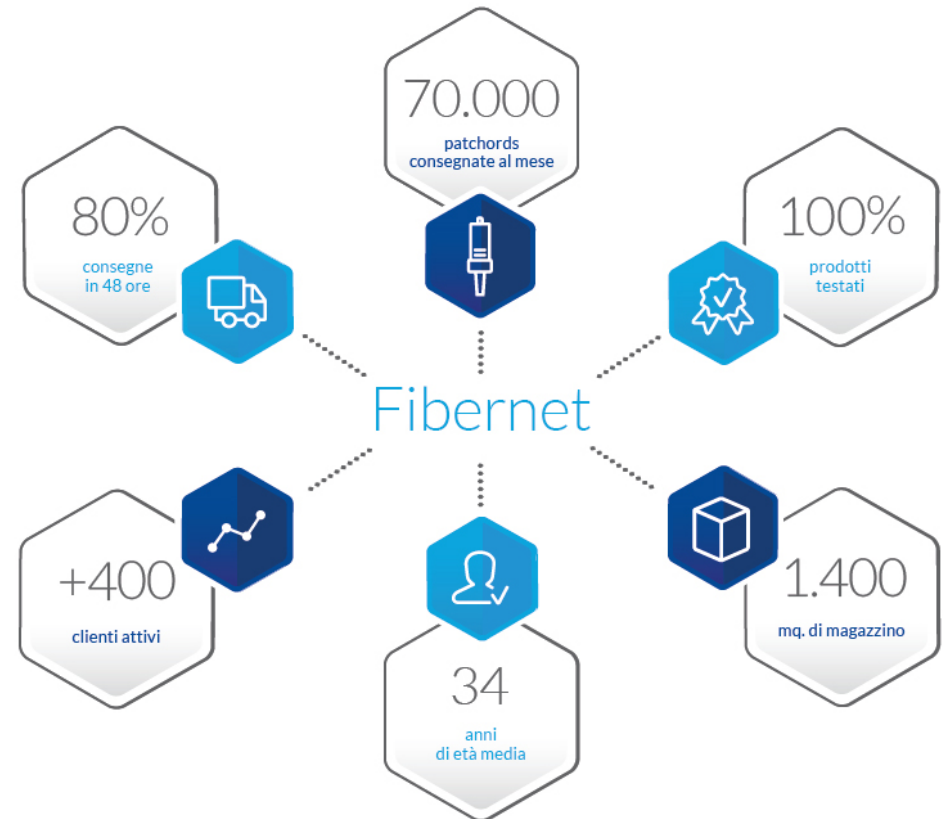 70.000
patchords
consegnate al mese
80%
consegne
in 48 ore
100%
prodotti
testati
Fibernet
+400
clienti attivi
34
anni
di età media
1.400
mq. di magazzino